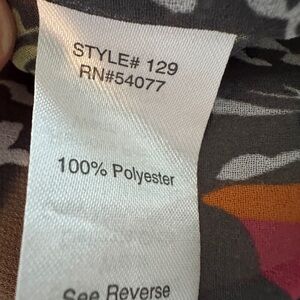 STYLE# 129
RN#54077
100% Polyester
See Reverse